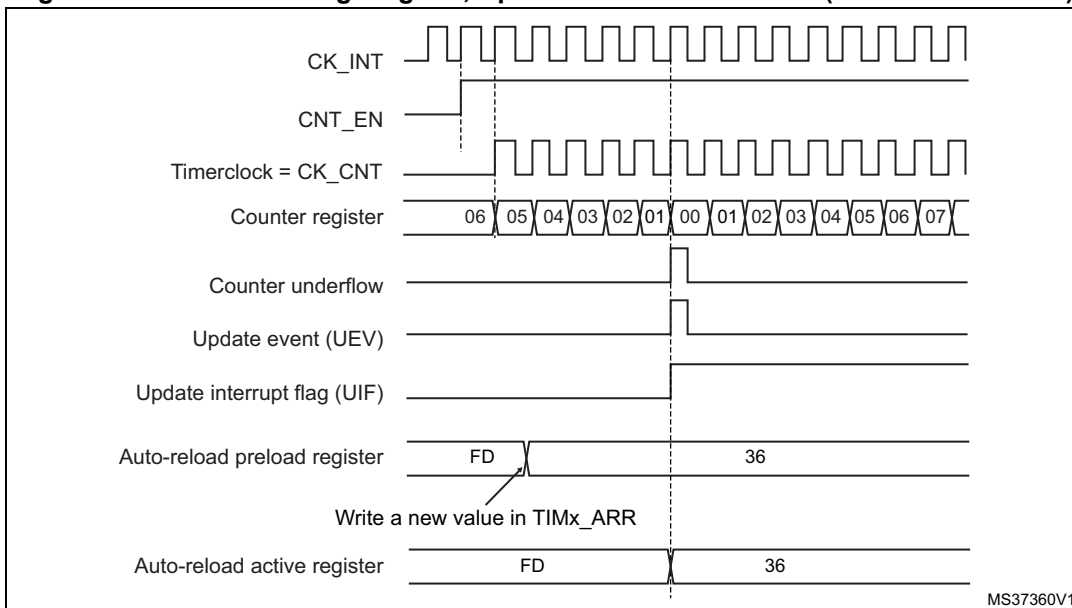 CK_INT
CNT_EN
Timerclock = CK_CNT
Counter register 06 05 04 03 02 01 00 01 02 03 04 05 06 07
Counter underflow
Update event (UEV)
Update interrupt flag (UIF)
Auto-reload preload register FD 36
Write a new value in TIMx_ARR
Auto-reload active register FD 36
MS37360V1